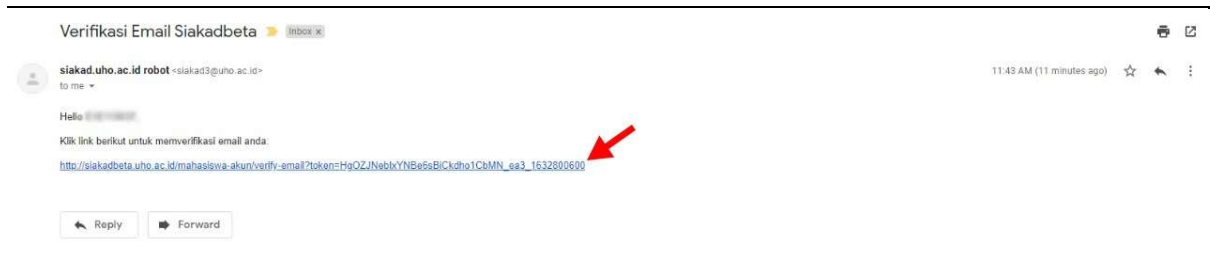 Verifikasi Email Siakadbeta Inbox x
siakad.uho.ac.id robot <siakad3@uho.ac.id> 11:43 AM (11 minutes ago)
to me
Hello
Klik link berikut untuk memverifikasi email anda:
http://siakadbeta.uho.ac.id/mahasiswa-akun/verify-email?token=HgOZJNeblxYNBe6sBiCkdho1CbMN_ea3_1632800600
Reply Forward